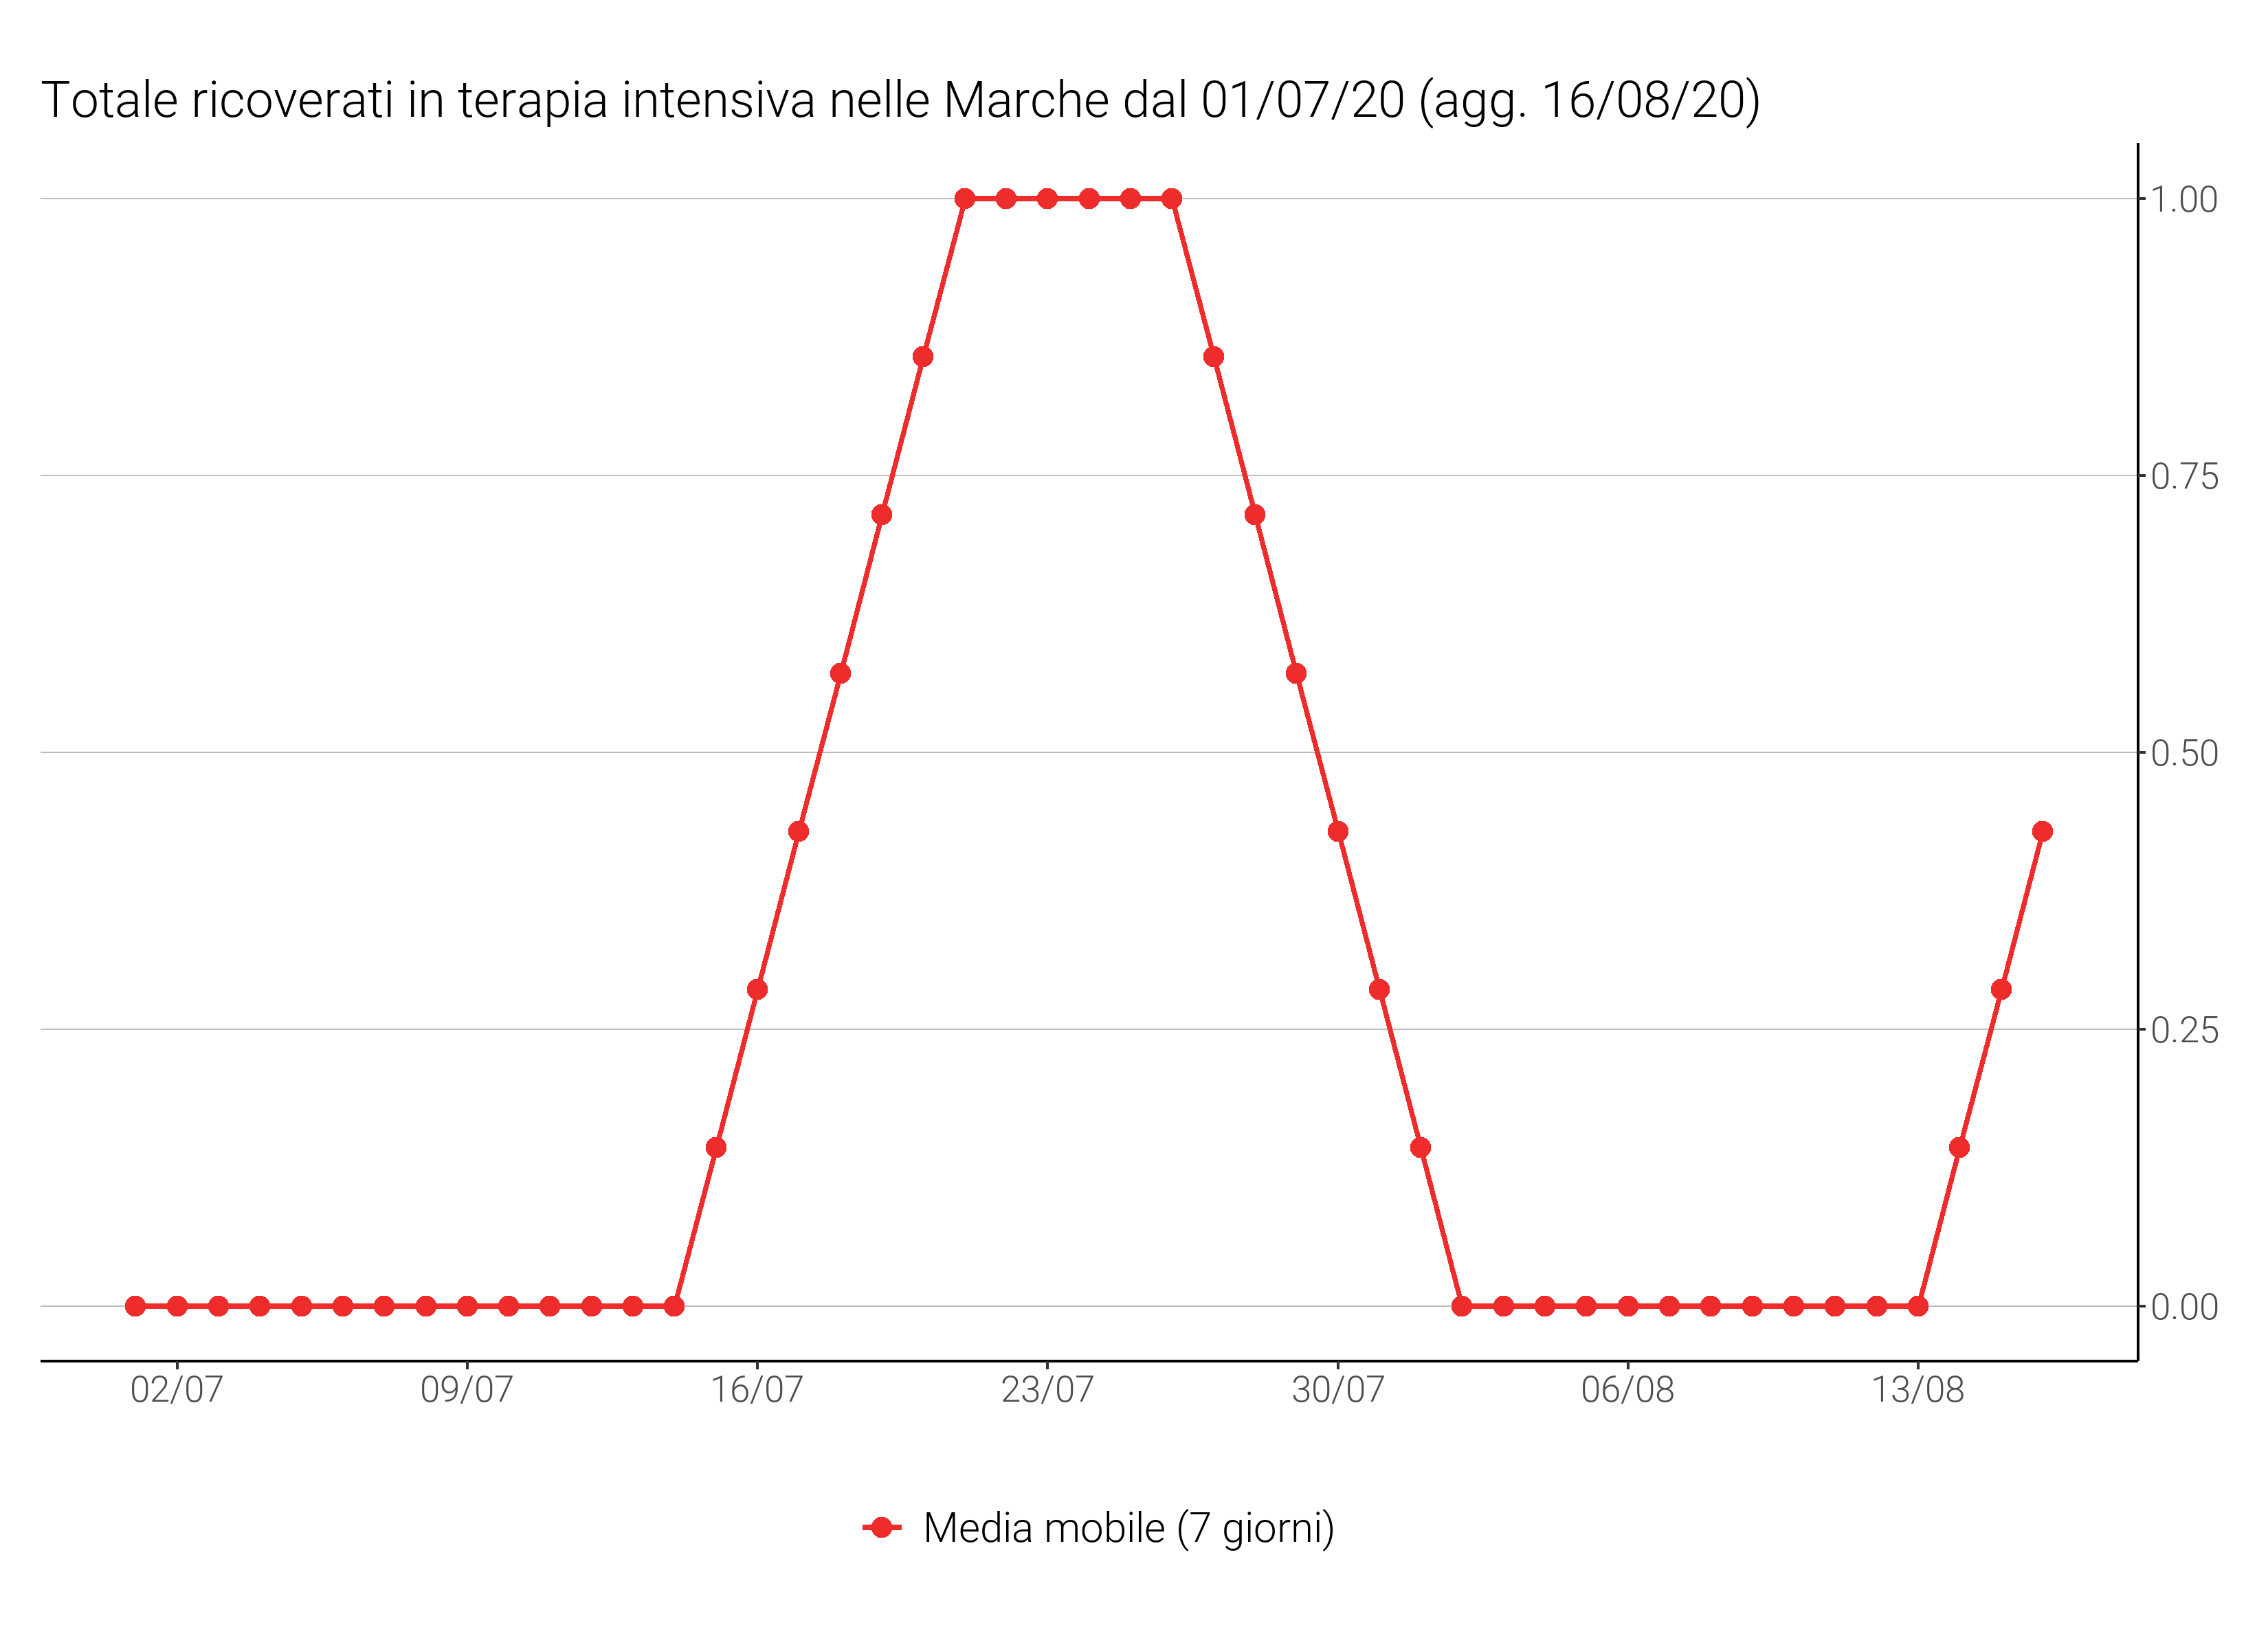 Totale ricoverati in terapia intensiva nelle Marche dal 01/07/20 (agg. 16/08/20)
1.00
0.75
0.50
0.25
0.00
02/07 09/07 16/07 23/07 30/07 06/08 13/08
Media mobile (7 giorni)